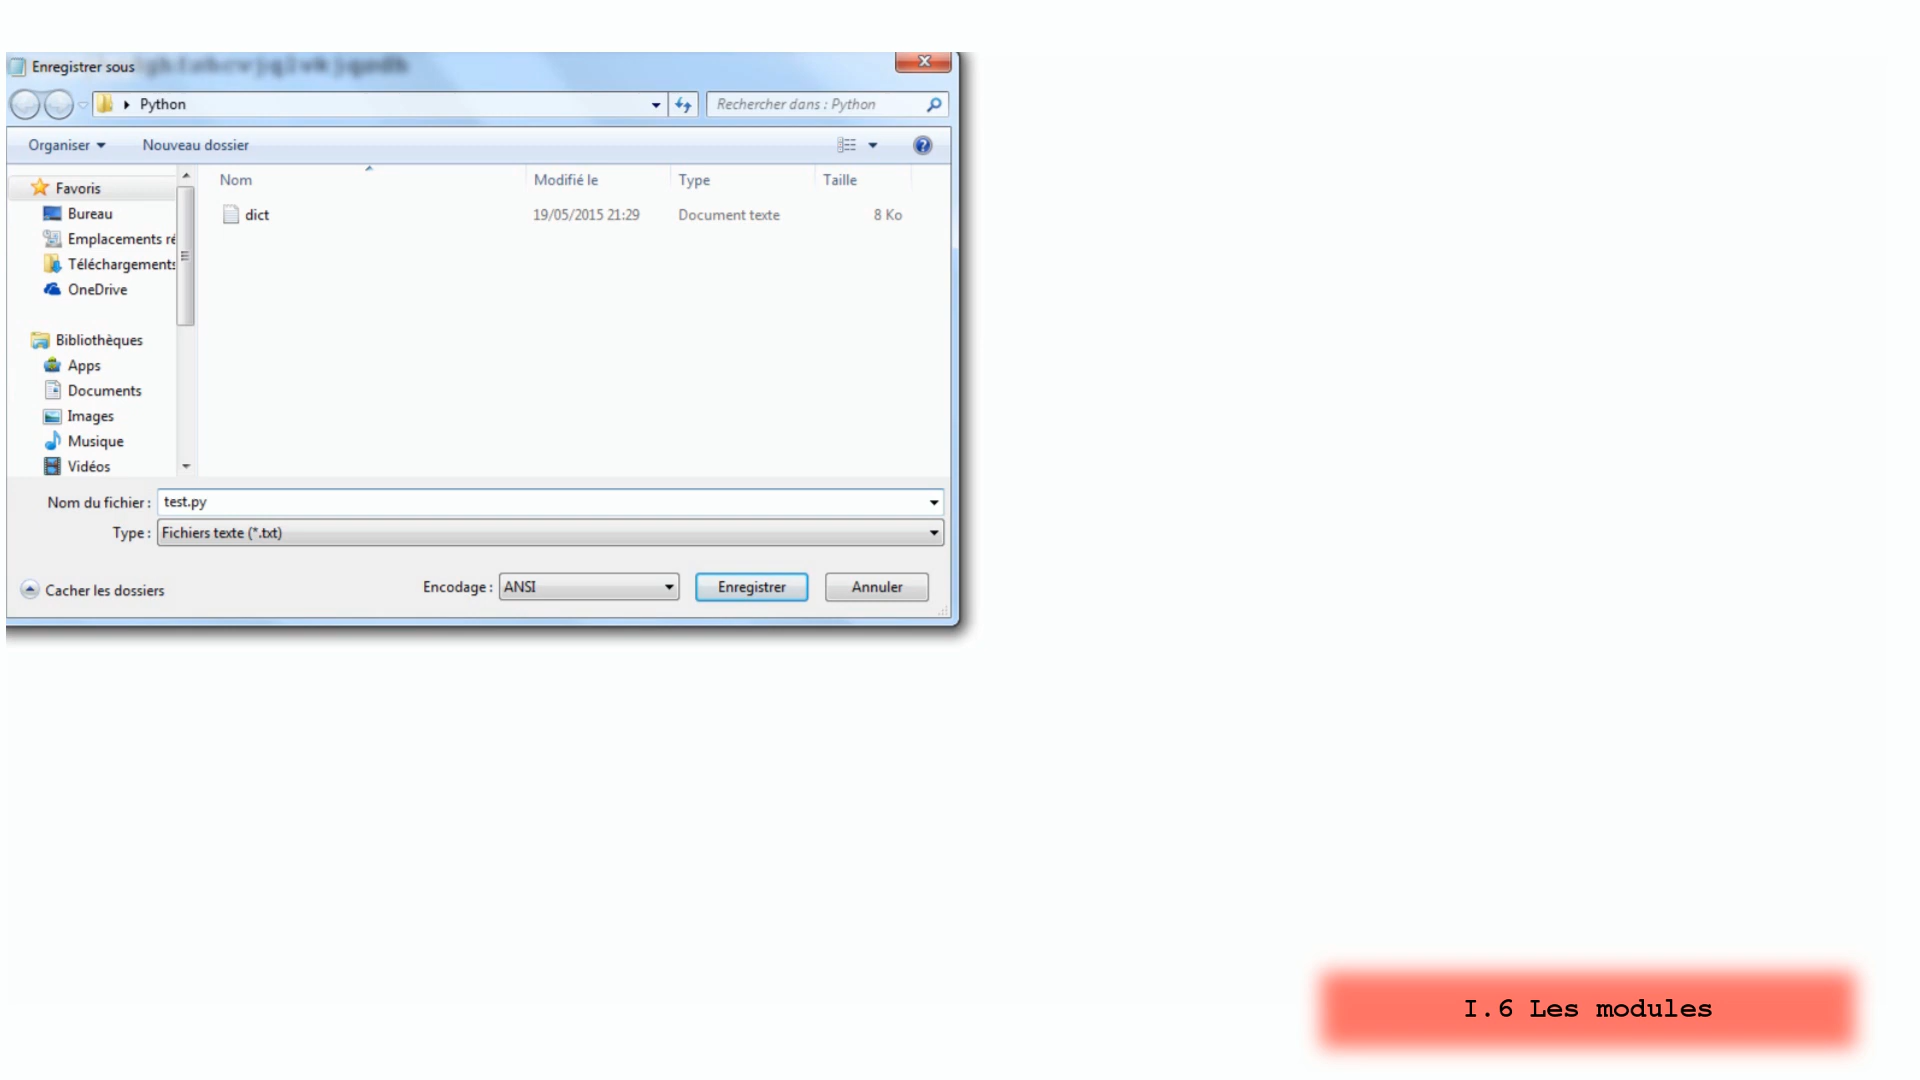 Enregistrer sous
Python
Rechercher dans : Python
Organiser
Nouveau dossier
Nom Modifié le Type Taille
dict 19/05/2015 21:29 Document texte 8 Ko
Favoris
Bureau
Emplacements ré
Téléchargements
OneDrive
Bibliothèques
Apps
Documents
Images
Musique
Vidéos
Nom du fichier : test.py
Type : Fichiers texte (*.txt)
Cacher les dossiers
Encodage : ANSI
Enregistrer
Annuler
I.6 Les modules